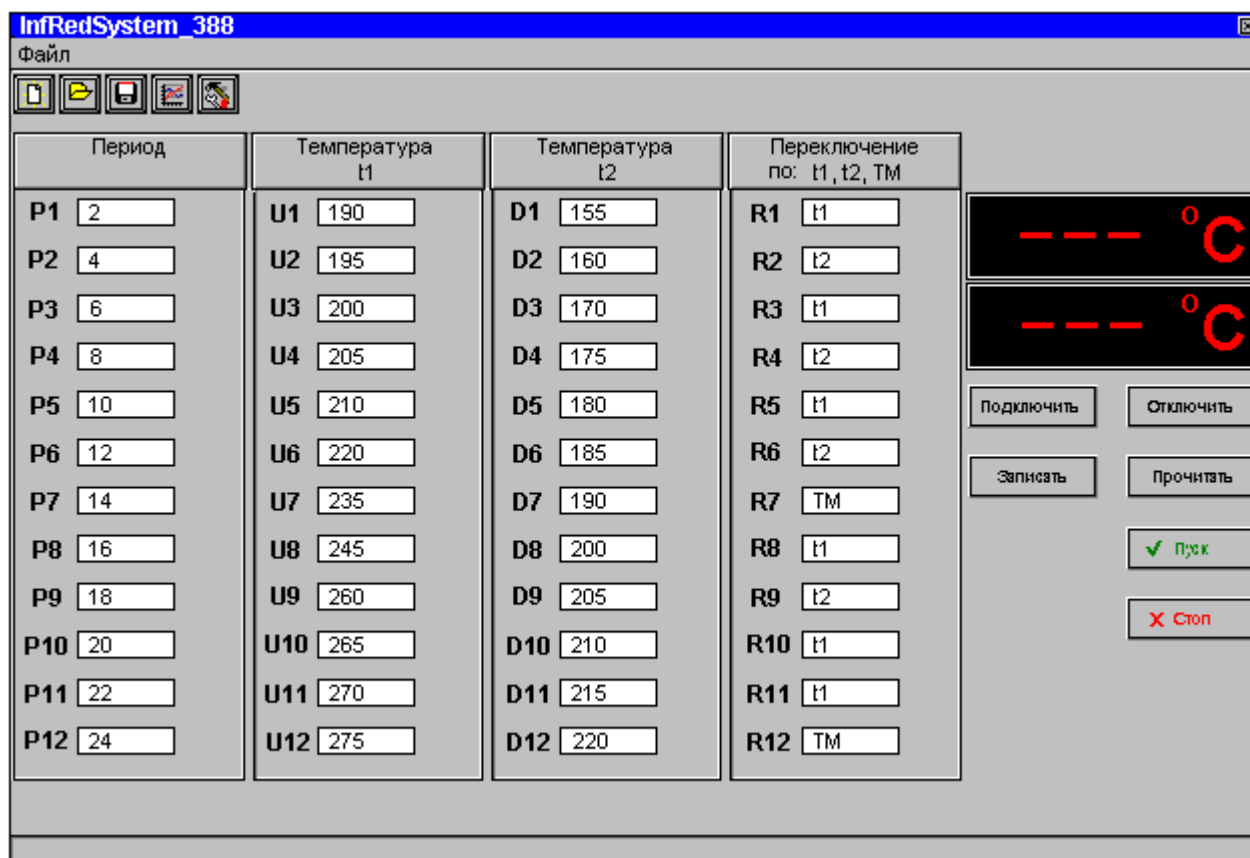 InfRedSystem_388
Файл
Период
Температура
t1
Температура
t2
Переключение
по: t1, t2, TM
P1 2 U1 190 D1 155 R1 t1
--- °C
P2 4 U2 195 D2 160 R2 t2
P3 6 U3 200 D3 170 R3 t1
--- °C
P4 8 U4 205 D4 175 R4 t2
P5 10 U5 210 D5 180 R5 t1 Подключить Отключить
P6 12 U6 220 D6 185 R6 t2
Записать Прочитать
P7 14 U7 235 D7 190 R7 TM
P8 16 U8 245 D8 200 R8 t1 Пуск
P9 18 U9 260 D9 205 R9 t2
Стоп
P10 20 U10 265 D10 210 R10 t1
P11 22 U11 270 D11 215 R11 t1
P12 24 U12 275 D12 220 R12 TM